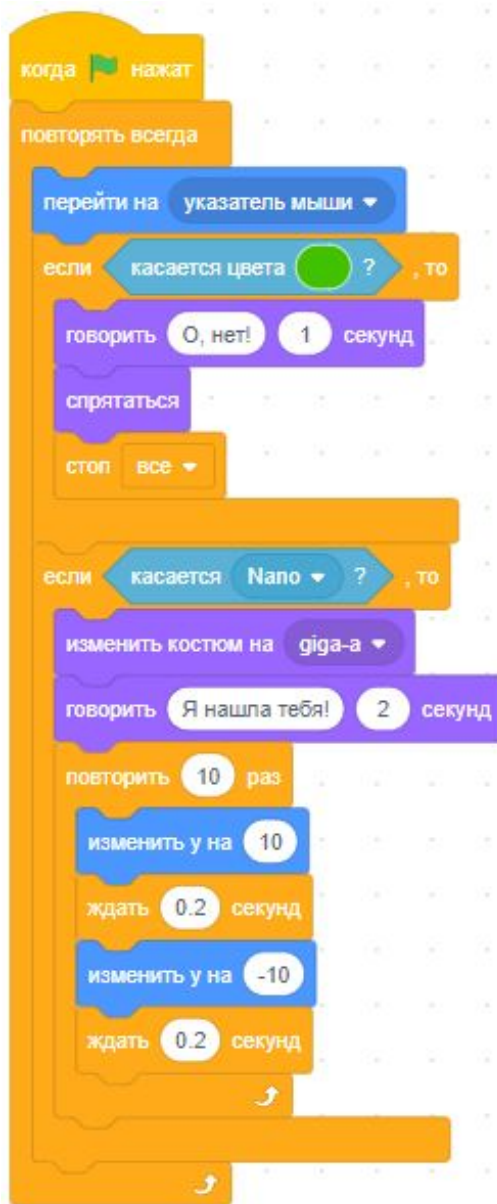 когда нажат
повторять всегда
перейти на указатель мыши
если касается цвета ? , то
говорить О, нет! 1 секунд
спрятаться
стоп все
если касается Nano ? , то
изменить костюм на giga-a
говорить Я нашла тебя! 2 секунд
повторить 10 раз
изменить y на 10
ждать 0.2 секунд
изменить y на -10
ждать 0.2 секунд